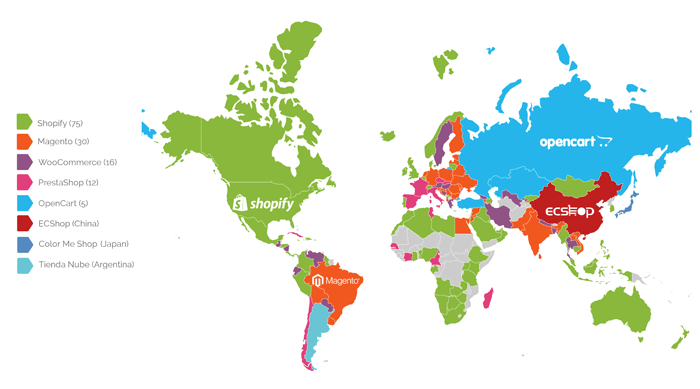 Shopify (75)
Magento (30)
WooCommerce (16)
PrestaShop (12)
OpenCart (5)
ECShop (China)
Color Me Shop (Japan)
Tienda Nube (Argentina)
shopify
opencart
ECSHOP
Magento